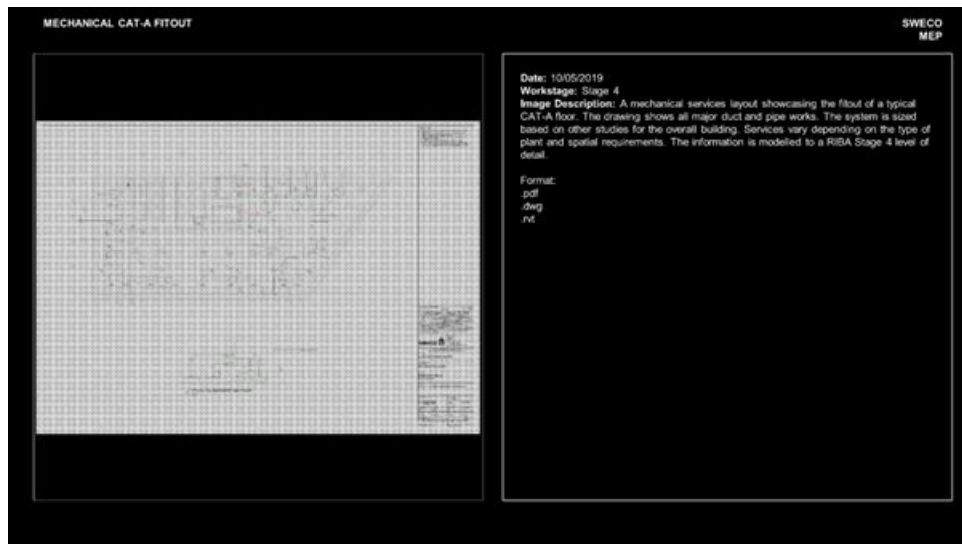 MECHANICAL CAT-A FITOUT
SWECO
MEP
Date: 10/05/2019
Workstage: Stage 4
Image Description: A mechanical services layout showcasing the fitout of a typical
CAT-A floor. The drawing shows all major duct and pipe works. The system is sized
based on other studies for the overall building. Services vary depending on the type of
plant and spatial requirements. The information is modelled to a RIBA Stage 4 level of
detail.
Format:
.pdf
.dwg
.rvt